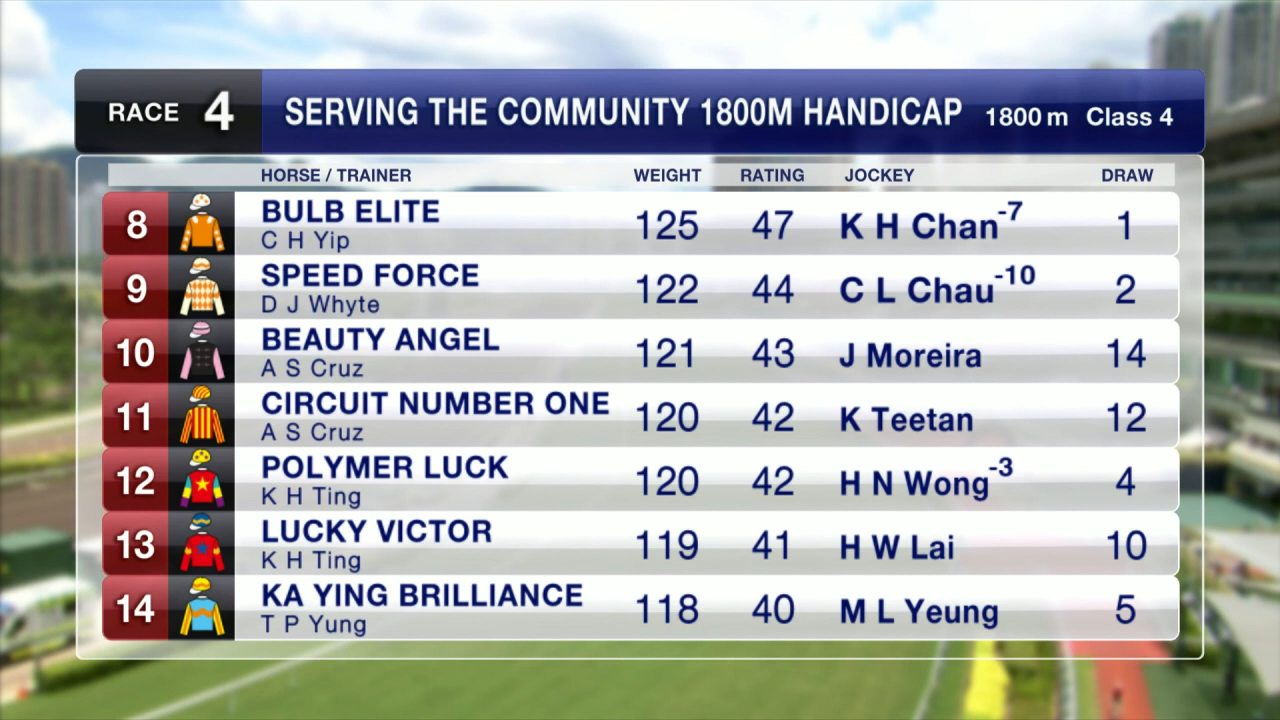 RACE 4 SERVING THE COMMUNITY 1800M HANDICAP 1800 m Class 4
HORSE / TRAINER WEIGHT RATING JOCKEY DRAW
8 BULB ELITE 125 47 K H Chan-7 1
C H Yip
9 SPEED FORCE 122 44 C L Chau-10 2
D J Whyte
10 BEAUTY ANGEL 121 43 J Moreira 14
A S Cruz
11 CIRCUIT NUMBER ONE 120 42 K Teetan 12
A S Cruz
12 POLYMER LUCK 120 42 H N Wong-3 4
K H Ting
13 LUCKY VICTOR 119 41 H W Lai 10
K H Ting
14 KA YING BRILLIANCE 118 40 M L Yeung 5
T P Yung